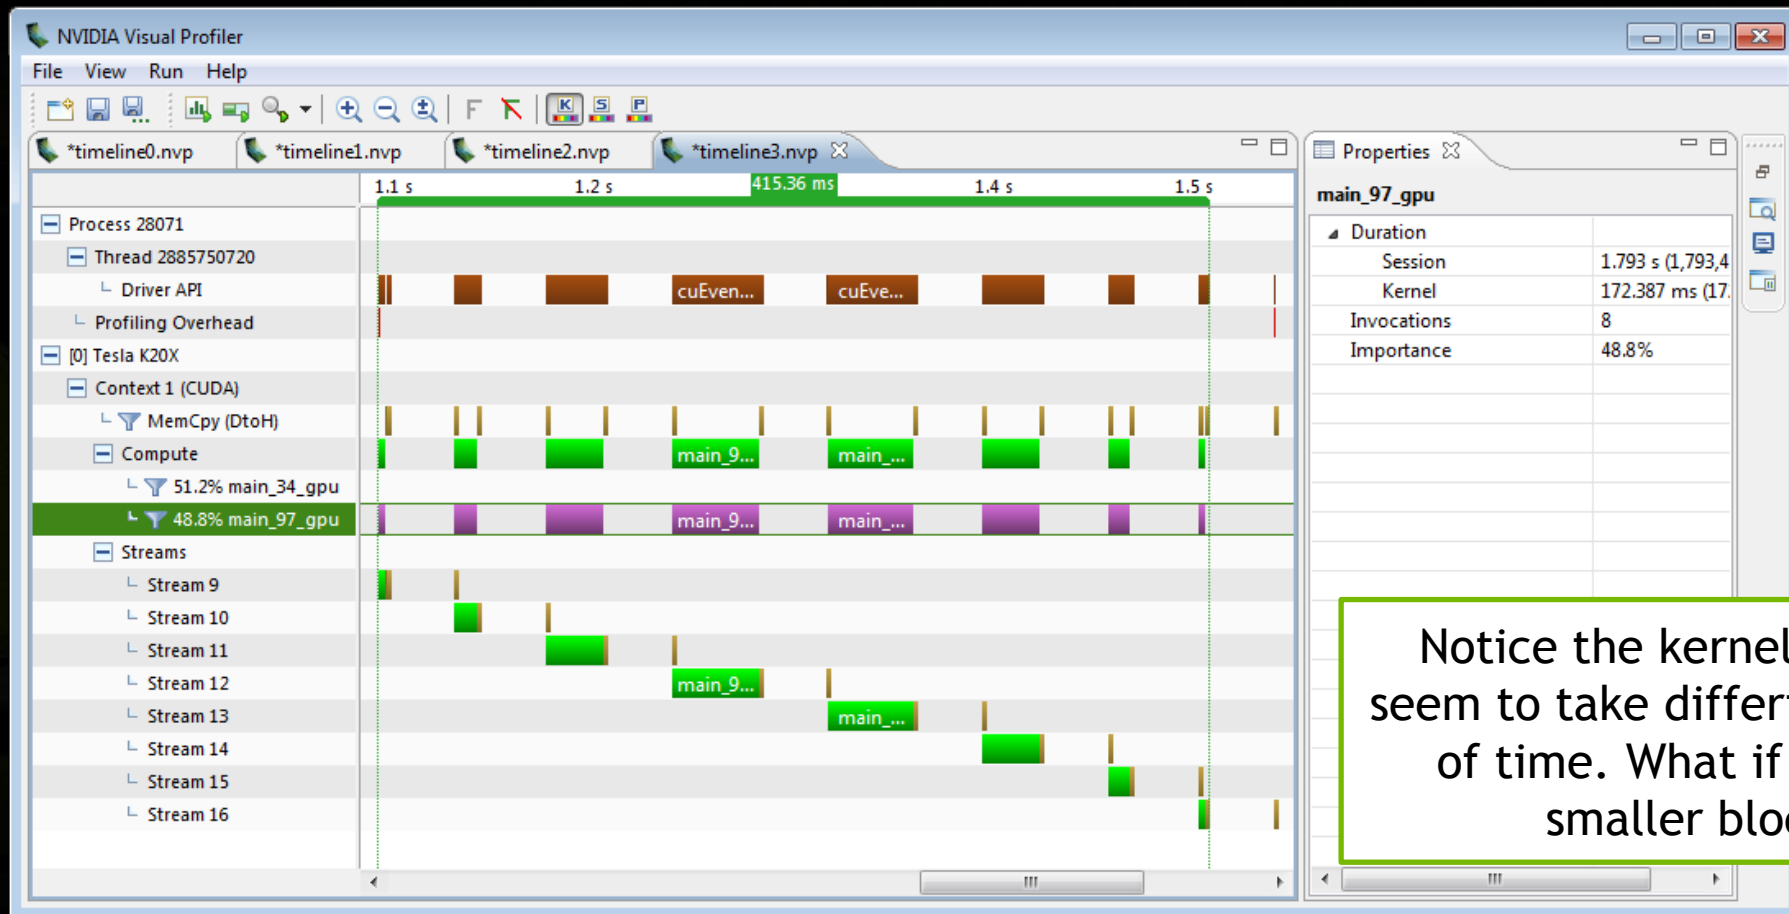 NVIDIA Visual Profiler
File View Run Help
F K S P
*timeline0.nvp *timeline1.nvp *timeline2.nvp *timeline3.nvp
1.1 s 1.2 s 415.36 ms 1.4 s 1.5 s
Process 28071
Thread 2885750720
Driver API cuEven... cuEve...
Profiling Overhead
[0] Tesla K20X
Context 1 (CUDA)
MemCpy (DtoH)
Compute main_9... main_...
51.2% main_34_gpu
48.8% main_97_gpu main_9... main_...
Streams
Stream 9
Stream 10
Stream 11
Stream 12 main_9...
Stream 13 main_...
Stream 14
Stream 15
Stream 16
Properties
main_97_gpu
Duration
Session 1.793 s (1,793,4
Kernel 172.387 ms (17
Invocations 8
Importance 48.8%
Notice the kernel
seem to take differ
of time. What if
smaller blo